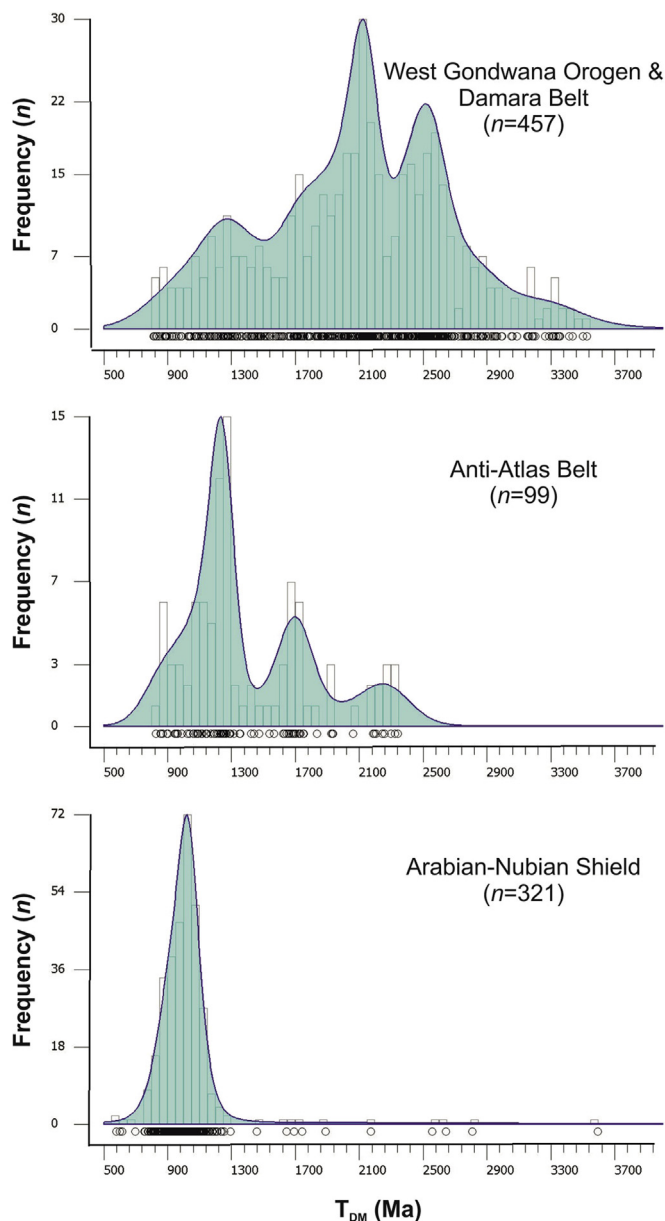 30
22
15
7
0
Frequency (n)
West Gondwana Orogen &
Damara Belt
(n=457)
500 900 1300 1700 2100 2500 2900 3300 3700
15
11
7
3
0
Frequency (n)
Anti-Atlas Belt
(n=99)
500 900 1300 1700 2100 2500 2900 3300 3700
72
54
36
18
0
Frequency (n)
Arabian-Nubian Shield
(n=321)
500 900 1300 1700 2100 2500 2900 3300 3700
TDM (Ma)